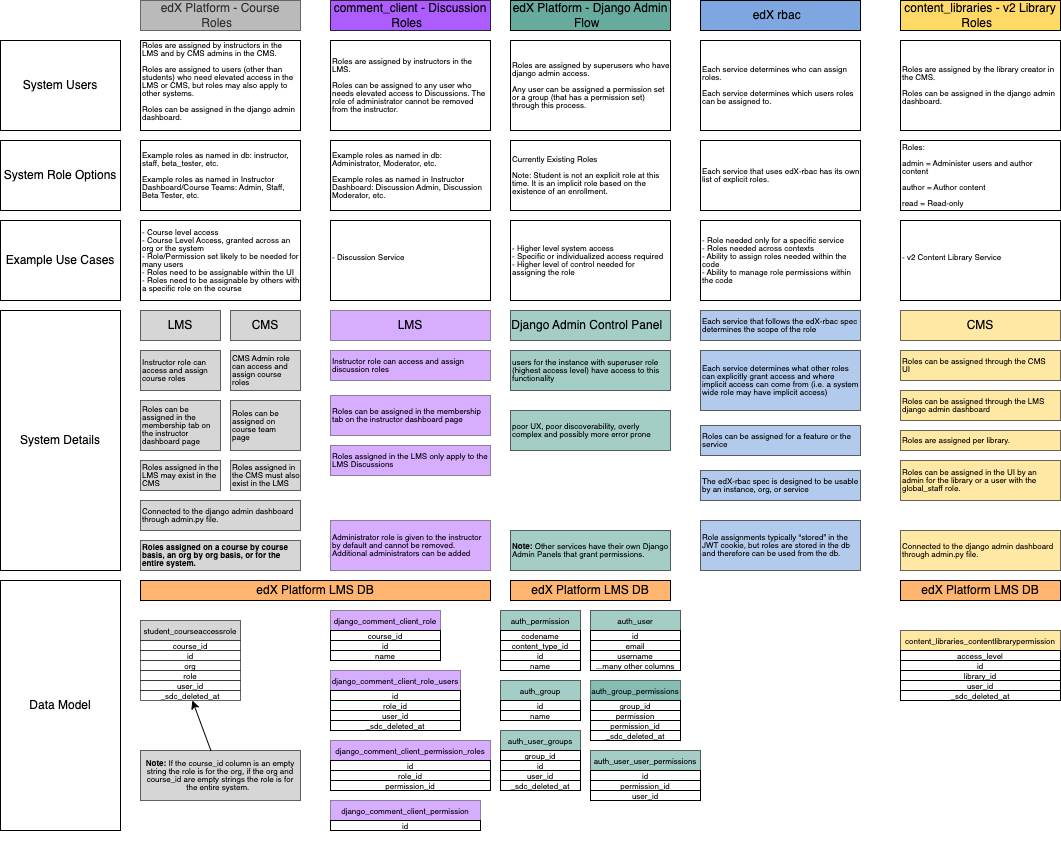 edX Platform - Course
Roles
comment_client - Discussion
Roles
edX Platform - Django Admin
Flow
edX rbac
content_libraries - v2 Library
Roles
System Users
Roles are assigned by instructors in the
LMS and by CMS admins in the CMS.
Roles are assigned to users (other than
students) who need elevated access in the
LMS or CMS, but roles may also apply to
other systems.
Roles can be assigned in the django admin
dashboard.
Roles are assigned by instructors in the
LMS.
Roles can be assigned to any user who
needs elevated access to Discussions. The
role of administrator cannot be removed
from the instructor.
Roles are assigned by superusers who have
django admin access.
Any user can be assigned a permission set
or a group (that has a permission set)
through this process.
Each service determines who can assign
roles.
Each service determines which users roles
can be assigned to.
Roles are assigned by the library creator in
the CMS.
Roles can be assigned in the django admin
dashboard.
System Role Options
Example roles as named in db: instructor,
staff, beta_tester, etc.
Example roles as named in Instructor
Dashboard/Course Teams: Admin, Staff,
Beta Tester, etc.
Example roles as named in db:
Administrator, Moderator, etc.
Example roles as named in Instructor
Dashboard: Discussion Admin, Discussion
Moderator, etc.
Currently Existing Roles
Note: Student is not an explicit role at this
time. It is an implicit role based on the
existence of an enrollment.
Each service that uses edX-rbac has its own
list of explicit roles.
Roles:
admin = Administer users and author
content
author = Author content
read = Read-only
Example Use Cases
- Course level access
- Course Level Access, granted across an
org or the system
- Role/Permission set likely to be needed for
many users
- Roles need to be assignable within the UI
- Roles need to be assignable by others with
a specific role on the course
- Discussion Service
- Higher level system access
- Specific or individualized access required
- Higher level of control needed for
assigning the role
- Role needed only for a specific service
- Roles needed across contexts
- Ability to assign roles needed within the
code
- Ability to manage role permissions within
the code
- v2 Content Library Service
System Details
LMS
CMS
Instructor role can
access and assign
course roles
CMS Admin role
can access and
assign course
roles
Roles can be
assigned in the
membership tab on
the instructor
dashboard page
Roles can be
assigned on
course team
page
Roles assigned in the
LMS may exist in the
CMS
Roles assigned in
the CMS must also
exist in the LMS
Connected to the django admin dashboard
through admin.py file.
Roles assigned on a course by course
basis, an org by org basis, or for the
entire system.
LMS
Instructor role can access and assign
discussion roles
Roles can be assigned in the membership
tab on the instructor dashboard page
Roles assigned in the LMS only apply to the
LMS Discussions
Administrator role is given to the instructor
by default and cannot be removed.
Additional administrators can be added
Django Admin Control Panel
users for the instance with superuser role
(highest access level) have access to this
functionality
poor UX, poor discoverability, overly
complex and possibly more error prone
Note: Other services have their own Django
Admin Panels that grant permissions.
Each service that follows the edX-rbac spec
determines the scope of the role
Each service determines what other roles
can explicitly grant access and where
implicit access can come from (i.e. a system
wide role may have implicit access)
Roles can be assigned for a feature or the
service
The edX-rbac spec is designed to be usable
by an instance, org, or service
Role assignments typically "stored" in the
JWT cookie, but roles are stored in the db
and therefore can be used from the db.
CMS
Roles can be assigned through the CMS
UI
Roles can be assigned through the LMS
django admin dashboard
Roles are assigned per library.
Roles can be assigned in the UI by an
admin for the library or a user with the
global_staff role.
Connected to the django admin dashboard
through admin.py file.
Data Model
edX Platform LMS DB
edX Platform LMS DB
edX Platform LMS DB
student_courseaccessrole
course_id
id
org
role
user_id
_sdc_deleted_at
Note: If the course_id column is an empty
string the role is for the org, if the org and
course_id are empty strings the role is for
the entire system.
django_comment_client_role
course_id
id
name
django_comment_client_role_users
id
role_id
user_id
_sdc_deleted_at
django_comment_client_permission_roles
id
role_id
permission_id
django_comment_client_permission
id
auth_permission
codename
content_type_id
id
name
auth_group
id
name
auth_user_groups
group_id
id
user_id
_sdc_deleted_at
auth_user
id
email
username
...many other columns
auth_group_permissions
group_id
permission
permission_id
_sdc_deleted_at
auth_user_user_permissions
id
permission_id
user_id
content_libraries_contentlibrarypermission
access_level
id
library_id
user_id
_sdc_deleted_at